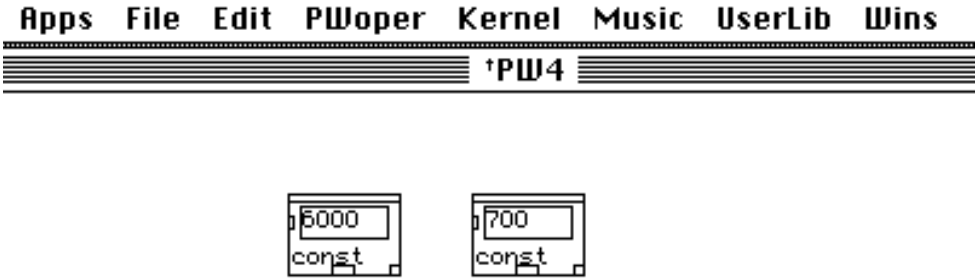 Apps File Edit PWoper Kernel Music UserLib Wins
†PW4
6000 700
const const